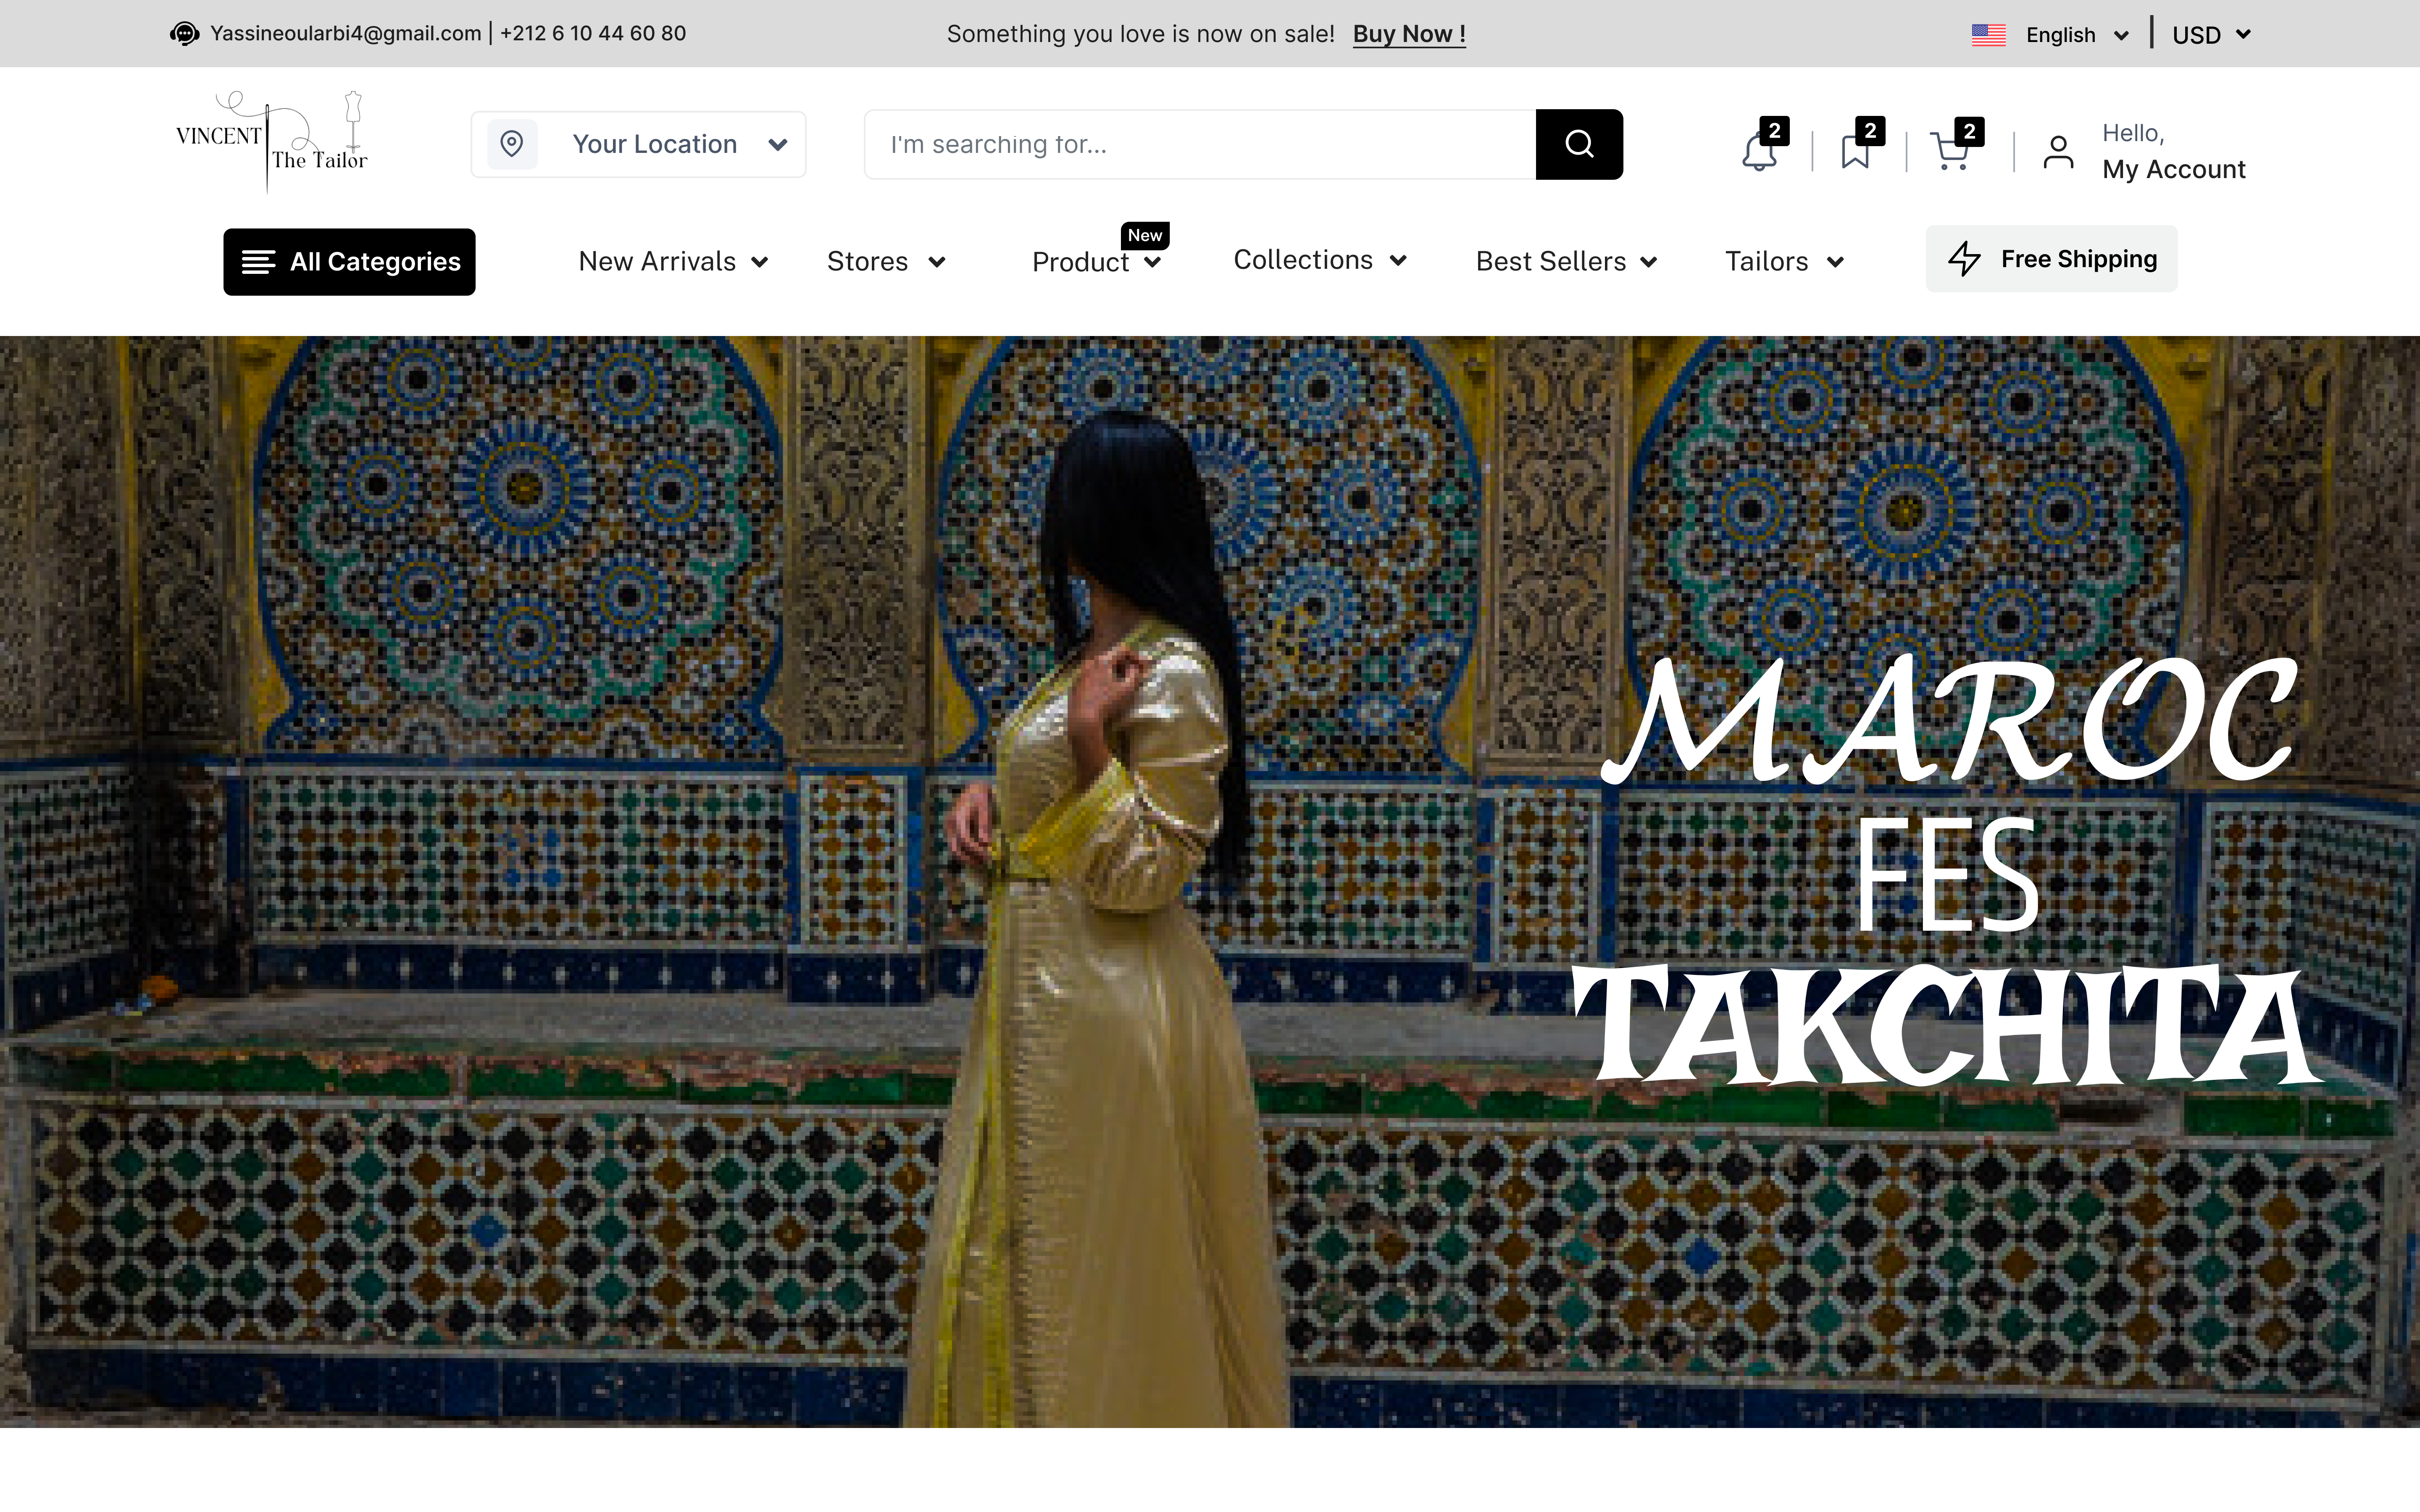 Yassineoularbi4@gmail.com | +212 6 10 44 60 80
Something you love is now on sale! Buy Now !
English
USD
VINCENT
The Tailor
Your Location
I'm searching for...
2
2
2
Hello,
My Account
All Categories
New Arrivals
Stores
Product
New
Collections
Best Sellers
Tailors
Free Shipping
MAROC
FES
TAKCHITA